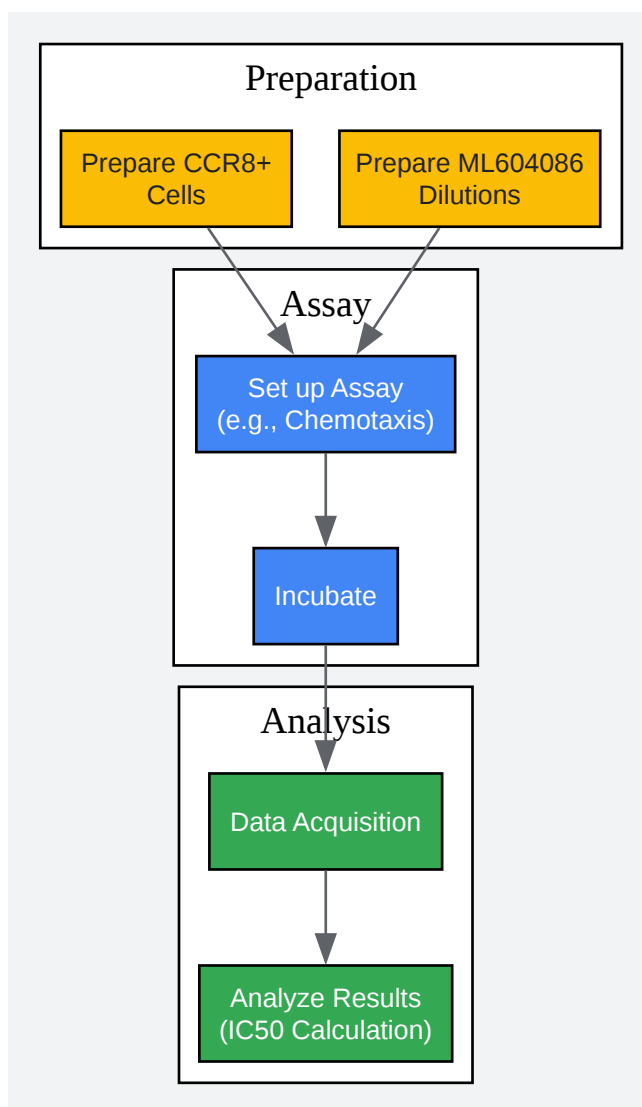 Preparation
Prepare CCR8+
Cells
Prepare ML604086
Dilutions
Assay
Set up Assay
(e.g., Chemotaxis)
Incubate
Analysis
Data Acquisition
Analyze Results
(IC50 Calculation)